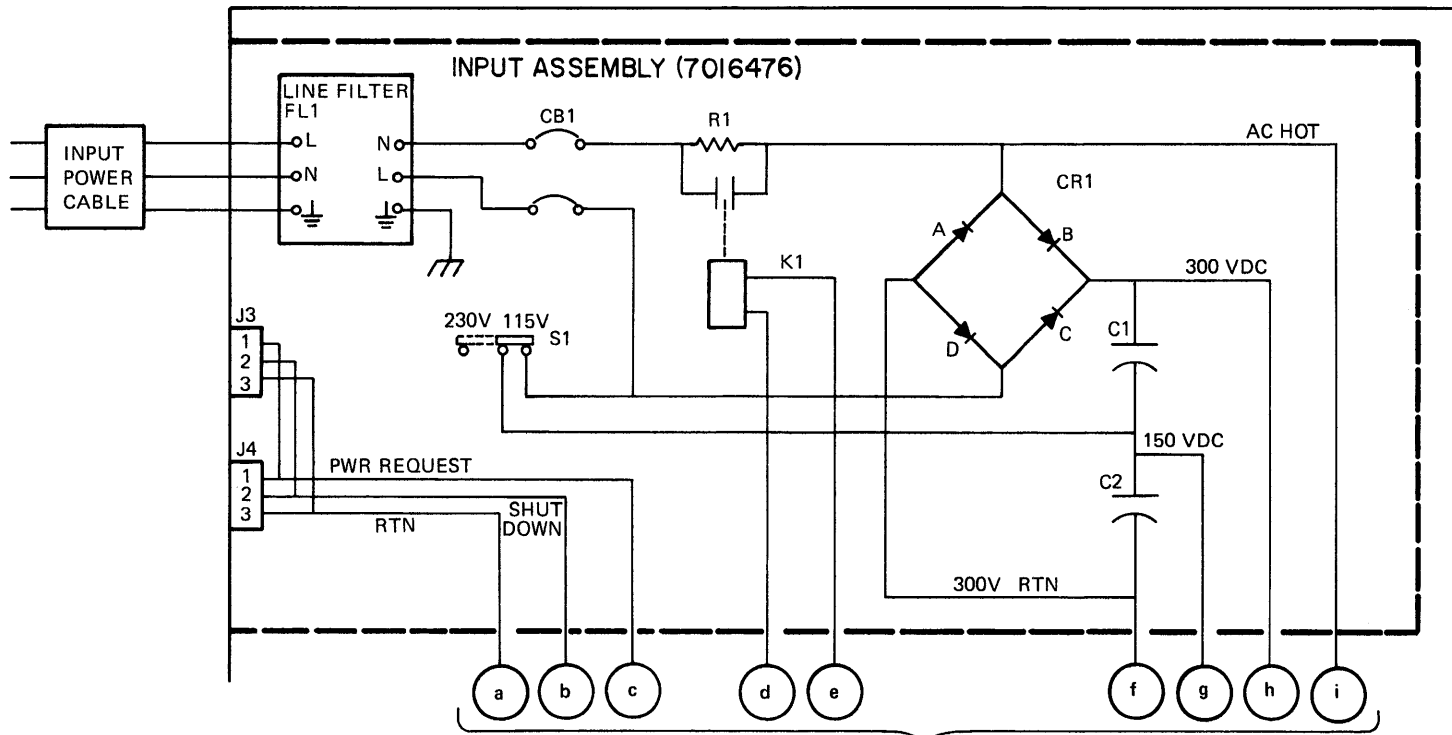 INPUT ASSEMBLY (7016476)
LINE FILTER
FL1
L
N
N
L
INPUT
POWER
CABLE
CB1
R1
AC HOT
CR1
A
B
C
D
K1
300 VDC
C1
230V 115V
S1
J3
1
2
3
150 VDC
C2
J4
1
2
3
PWR REQUEST
SHUT
DOWN
RTN
300V RTN
a
b
c
d
e
f
g
h
i